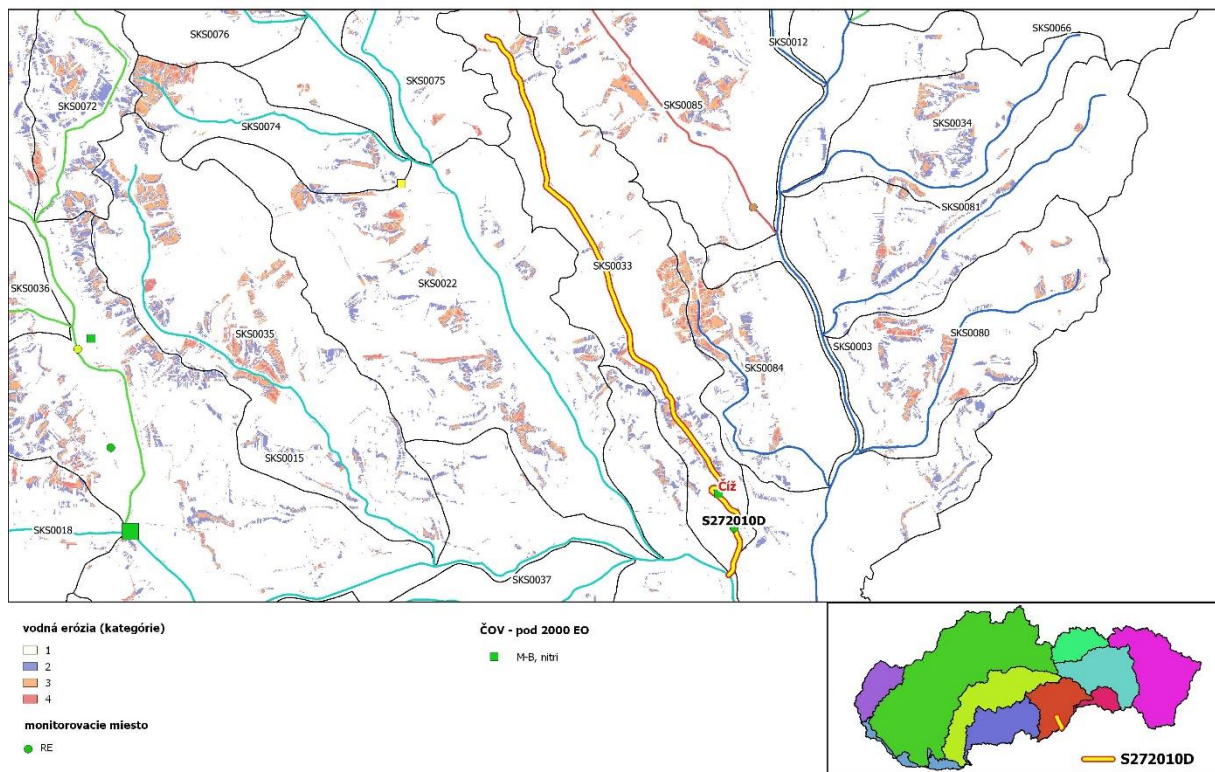 SKS0076
SKS0012
SKS0066
SKS0072
SKS0075
SKS0085
SKS0074
SKS0034
SKS0081
SKS0033
SKS0022
SKS0036
SKS0035
SKS0003
SKS0080
SKS0084
SKS0015
Číž
S272010D
SKS0018
SKS0037
vodná erózia (kategórie)
1
2
3
4
monitorovacie miesto
RE
ČOV - pod 2000 EO
M-B, nitri
S272010D